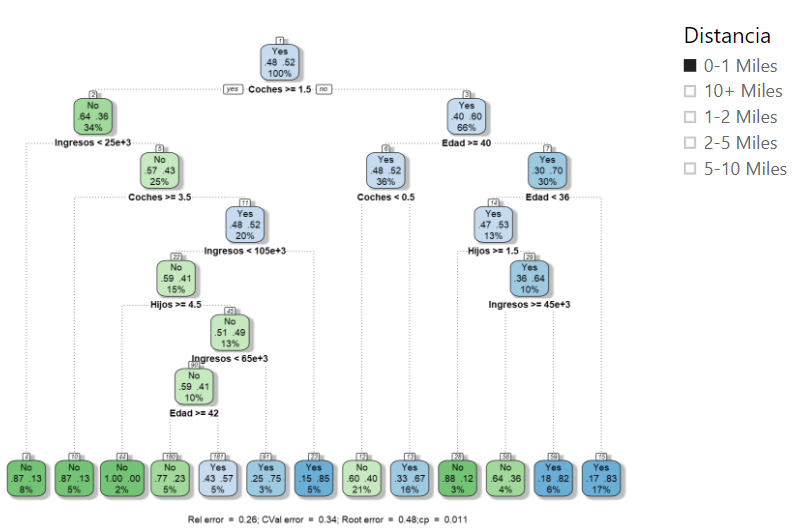 Distancia
0-1 Miles
10+ Miles
1-2 Miles
2-5 Miles
5-10 Miles
1
Yes
.48 .52
100%
yes Coches >= 1.5 no
2
No
.64 .36
34%
3
Yes
.40 .60
66%
Ingresos < 25e+3
Edad >= 40
5
No
.57 .43
25%
6
Yes
.48 .52
36%
7
Yes
.30 .70
30%
Coches >= 3.5
Coches < 0.5
Edad < 36
11
Yes
.48 .52
20%
14
Yes
.47 .53
13%
Ingresos < 105e+3
Hijos >= 1.5
22
No
.59 .41
15%
29
Yes
.36 .64
10%
Hijos >= 4.5
Ingresos >= 45e+3
45
No
.51 .49
13%
Ingresos < 65e+3
90
No
.59 .41
10%
Edad >= 42
4
No
.87 .13
8%
10
No
.87 .13
5%
44
No
1.00 .00
2%
180
No
.77 .23
5%
181
Yes
.43 .57
5%
91
Yes
.25 .75
3%
23
Yes
.15 .85
5%
12
No
.60 .40
21%
13
Yes
.33 .67
16%
28
No
.88 .12
3%
58
No
.64 .36
4%
59
Yes
.18 .82
6%
15
Yes
.17 .83
17%
Rel error = 0.26; CVal error = 0.34; Root error = 0.48;cp = 0.011